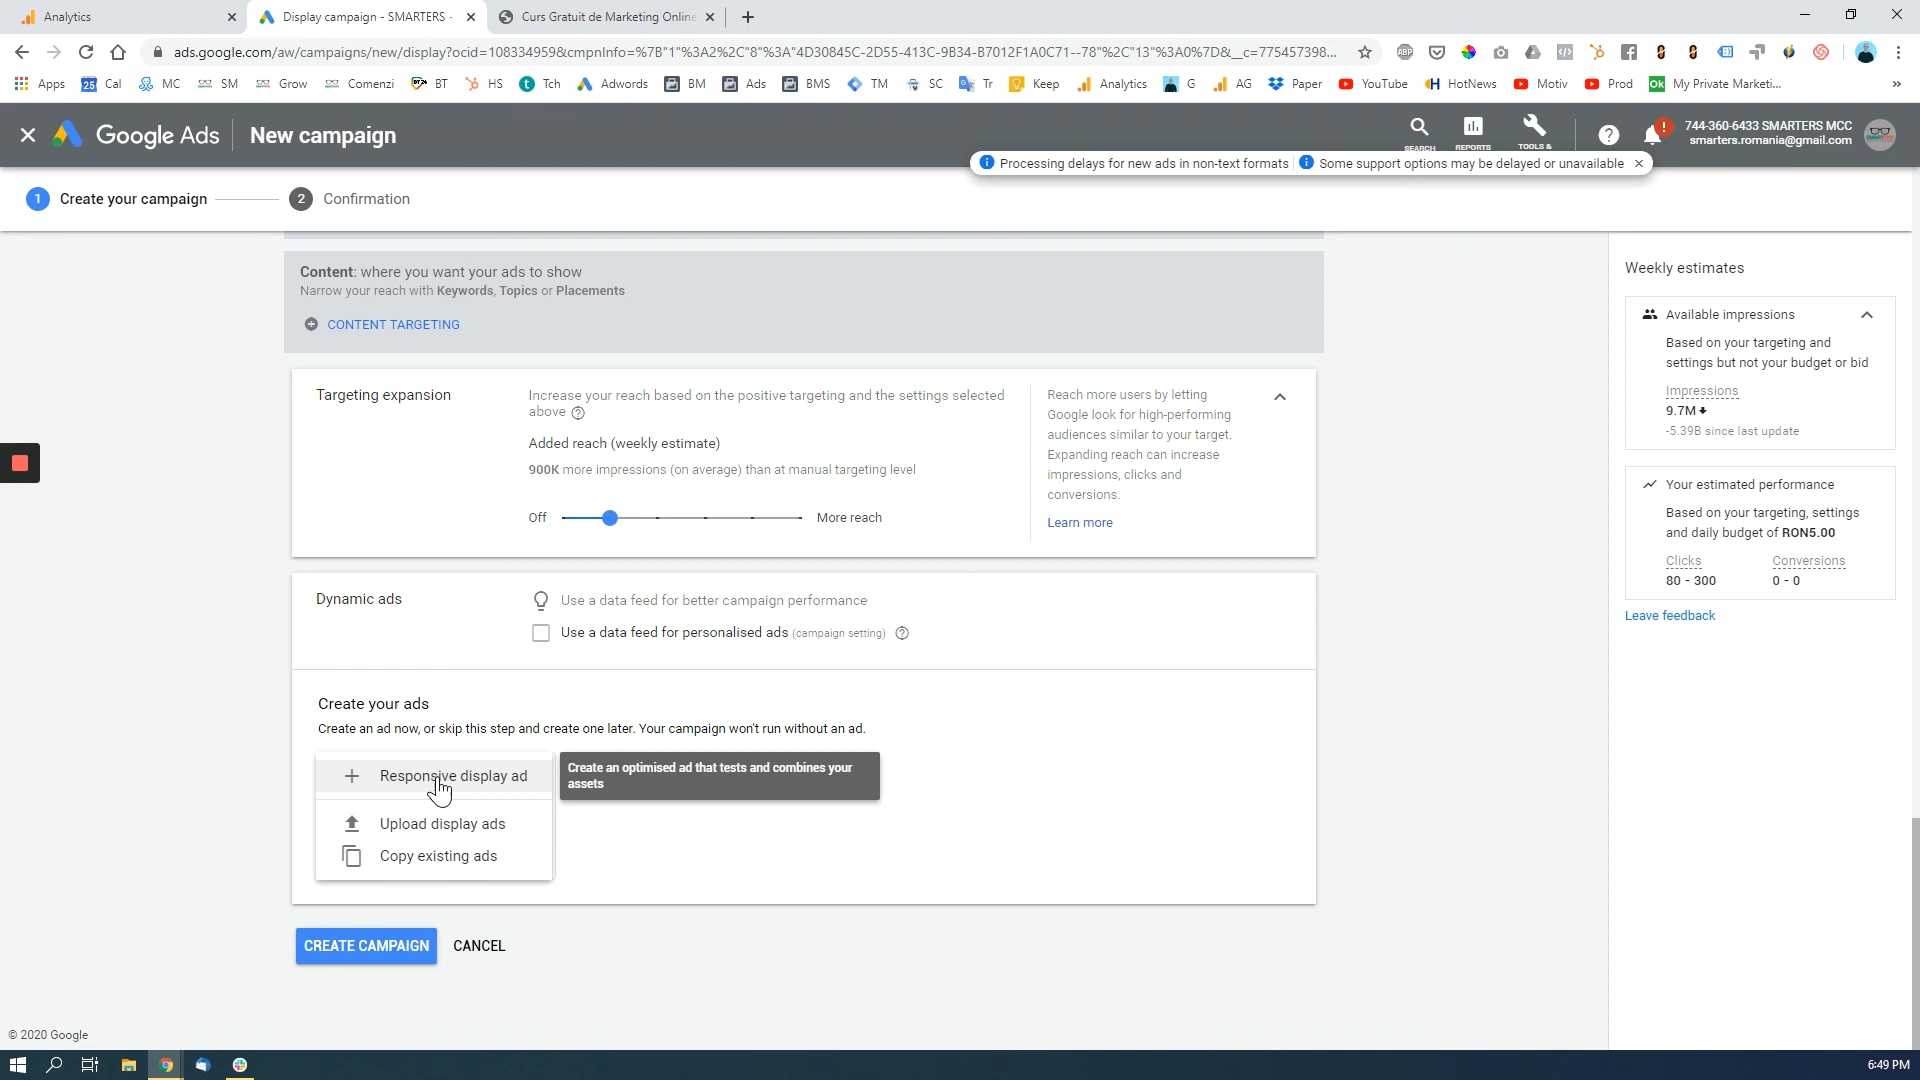 Analytics
Display campaign - SMARTERS -
Curs Gratuit de Marketing Online
ads.google.com/aw/campaigns/new/display?ocid=108334959&cmpnInfo=%7B"1"%3A2%2C"8"%3A"4D30845C-2D55-413C-9B34-B7012F1A0C71--78"%2C"13"%3A0%7D&__c=775457398...
Apps
25 Cal
MC
SM
Grow
Comenzi
BT
HS
Tch
Adwords
BM
Ads
BMS
TM
SC
Tr
Keep
Analytics
G
AG
Paper
YouTube
HotNews
Motiv
Prod
Ok My Private Marketi...
Google Ads
New campaign
SEARCH
REPORTS
TOOLS &
744-360-6433 SMARTERS MCC
smarters.romania@gmail.com
Processing delays for new ads in non-text formats
Some support options may be delayed or unavailable
1 Create your campaign
2 Confirmation
Content: where you want your ads to show
Narrow your reach with Keywords, Topics or Placements
CONTENT TARGETING
Targeting expansion
Increase your reach based on the positive targeting and the settings selected
above
Added reach (weekly estimate)
900K more impressions (on average) than at manual targeting level
Off
More reach
Reach more users by letting
Google look for high-performing
audiences similar to your target.
Expanding reach can increase
impressions, clicks and
conversions.
Learn more
Dynamic ads
Use a data feed for better campaign performance
Use a data feed for personalised ads (campaign setting)
Create your ads
Create an ad now, or skip this step and create one later. Your campaign won't run without an ad.
Responsive display ad
Create an optimised ad that tests and combines your
assets
Upload display ads
Copy existing ads
CREATE CAMPAIGN
CANCEL
Weekly estimates
Available impressions
Based on your targeting and
settings but not your budget or bid
Impressions
9.7M
-5.39B since last update
Your estimated performance
Based on your targeting, settings
and daily budget of RON5.00
Clicks
Conversions
80 - 300
0 - 0
Leave feedback
© 2020 Google
6:49 PM